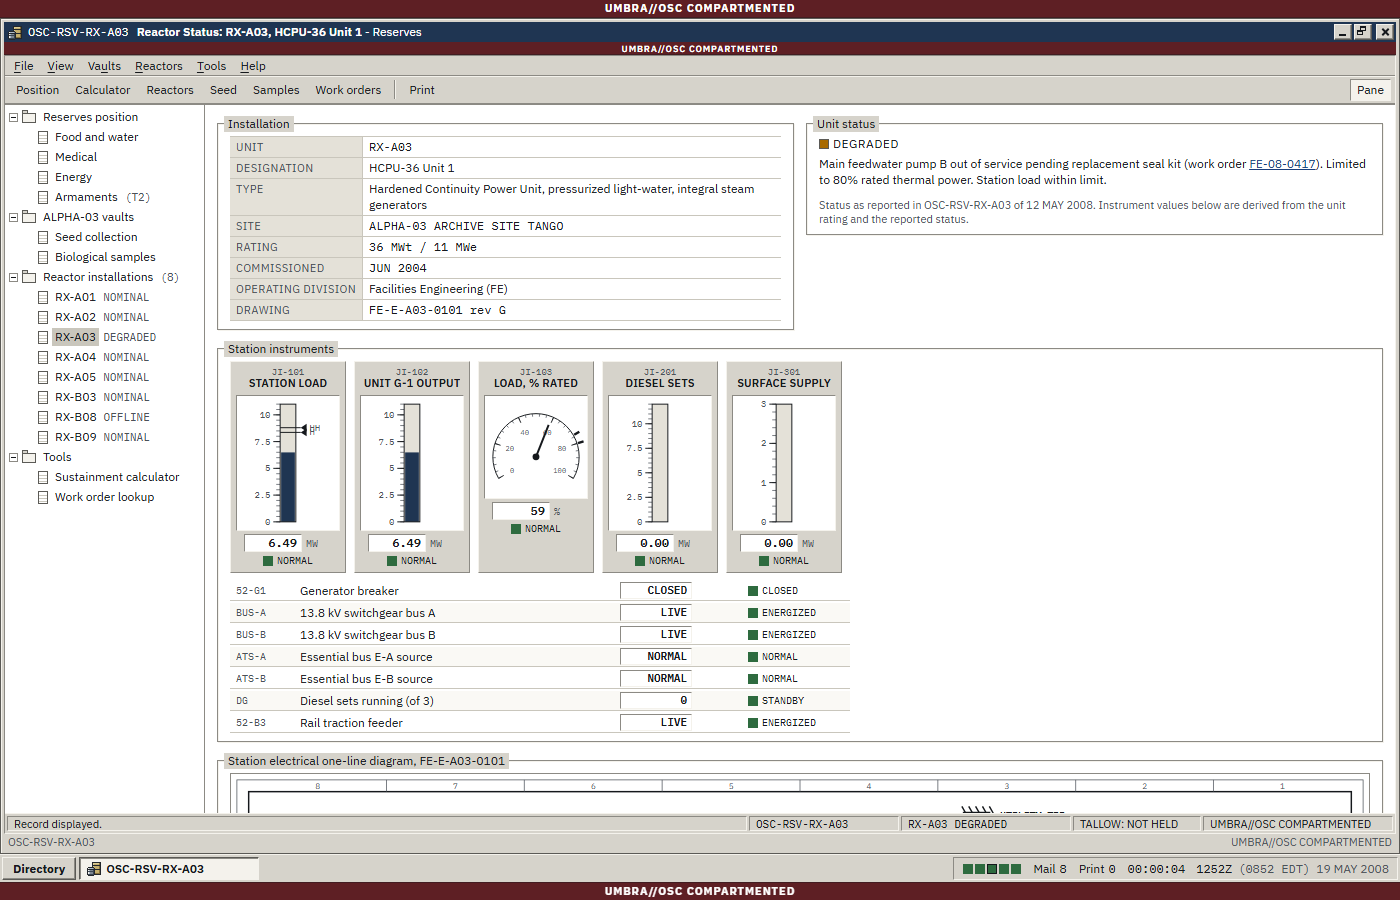 UMBRA//OSC COMPARTMENTED
OSC-RSV-RX-A03 Reactor Status: RX-A03, HCPU-36 Unit 1 - Reserves
UMBRA//OSC COMPARTMENTED
File View Vaults Reactors Tools Help
Position Calculator Reactors Seed Samples Work orders Print Pane
Reserves position
Food and water
Medical
Energy
Armaments (T2)
ALPHA-03 vaults
Seed collection
Biological samples
Reactor installations (8)
RX-A01 NOMINAL
RX-A02 NOMINAL
RX-A03 DEGRADED
RX-A04 NOMINAL
RX-A05 NOMINAL
RX-B03 NOMINAL
RX-B08 OFFLINE
RX-B09 NOMINAL
Tools
Sustainment calculator
Work order lookup
Installation
UNIT RX-A03
DESIGNATION HCPU-36 Unit 1
TYPE Hardened Continuity Power Unit, pressurized light-water, integral steam
generators
SITE ALPHA-03 ARCHIVE SITE TANGO
RATING 36 MWt / 11 MWe
COMMISSIONED JUN 2004
OPERATING DIVISION Facilities Engineering (FE)
DRAWING FE-E-A03-0101 rev G
Unit status
DEGRADED
Main feedwater pump B out of service pending replacement seal kit (work order FE-08-0417). Limited
to 80% rated thermal power. Station load within limit.
Status as reported in OSC-RSV-RX-A03 of 12 MAY 2008. Instrument values below are derived from the unit
rating and the reported status.
Station instruments
JI-101 JI-102 JI-103 JI-201 JI-301
STATION LOAD UNIT G-1 OUTPUT LOAD, % RATED DIESEL SETS SURFACE SUPPLY
10 7.5 5 2.5 0 HH H
10 7.5 5 2.5 0
0 20 40 60 80 100
10 7.5 5 2.5 0
3 2 1 0
6.49 MW 6.49 MW 59 % 0.00 MW 0.00 MW
NORMAL NORMAL NORMAL NORMAL NORMAL
52-G1 Generator breaker CLOSED CLOSED
BUS-A 13.8 kV switchgear bus A LIVE ENERGIZED
BUS-B 13.8 kV switchgear bus B LIVE ENERGIZED
ATS-A Essential bus E-A source NORMAL NORMAL
ATS-B Essential bus E-B source NORMAL NORMAL
DG Diesel sets running (of 3) 0 STANDBY
52-B3 Rail traction feeder LIVE ENERGIZED
Station electrical one-line diagram, FE-E-A03-0101
8 7 6 5 4 3 2 1
Record displayed. OSC-RSV-RX-A03 RX-A03 DEGRADED TALLOW: NOT HELD UMBRA//OSC COMPARTMENTED
OSC-RSV-RX-A03 UMBRA//OSC COMPARTMENTED
Directory OSC-RSV-RX-A03 Mail 8 Print 0 00:00:04 1252Z (0852 EDT) 19 MAY 2008
UMBRA//OSC COMPARTMENTED